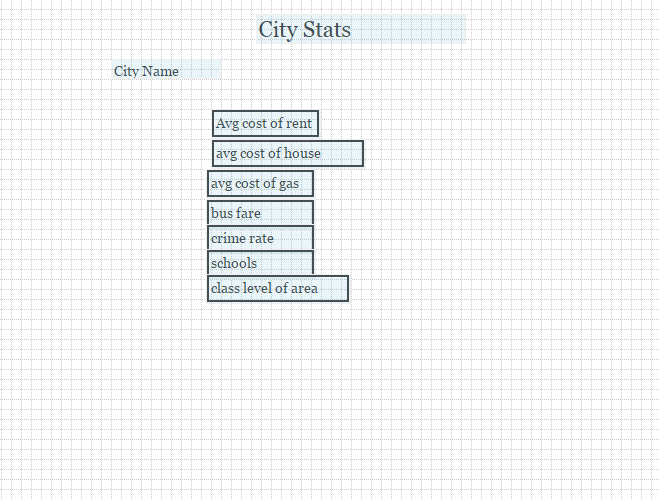 City Stats
City Name
Avg cost of rent
avg cost of house
avg cost of gas
bus fare
crime rate
schools
class level of area